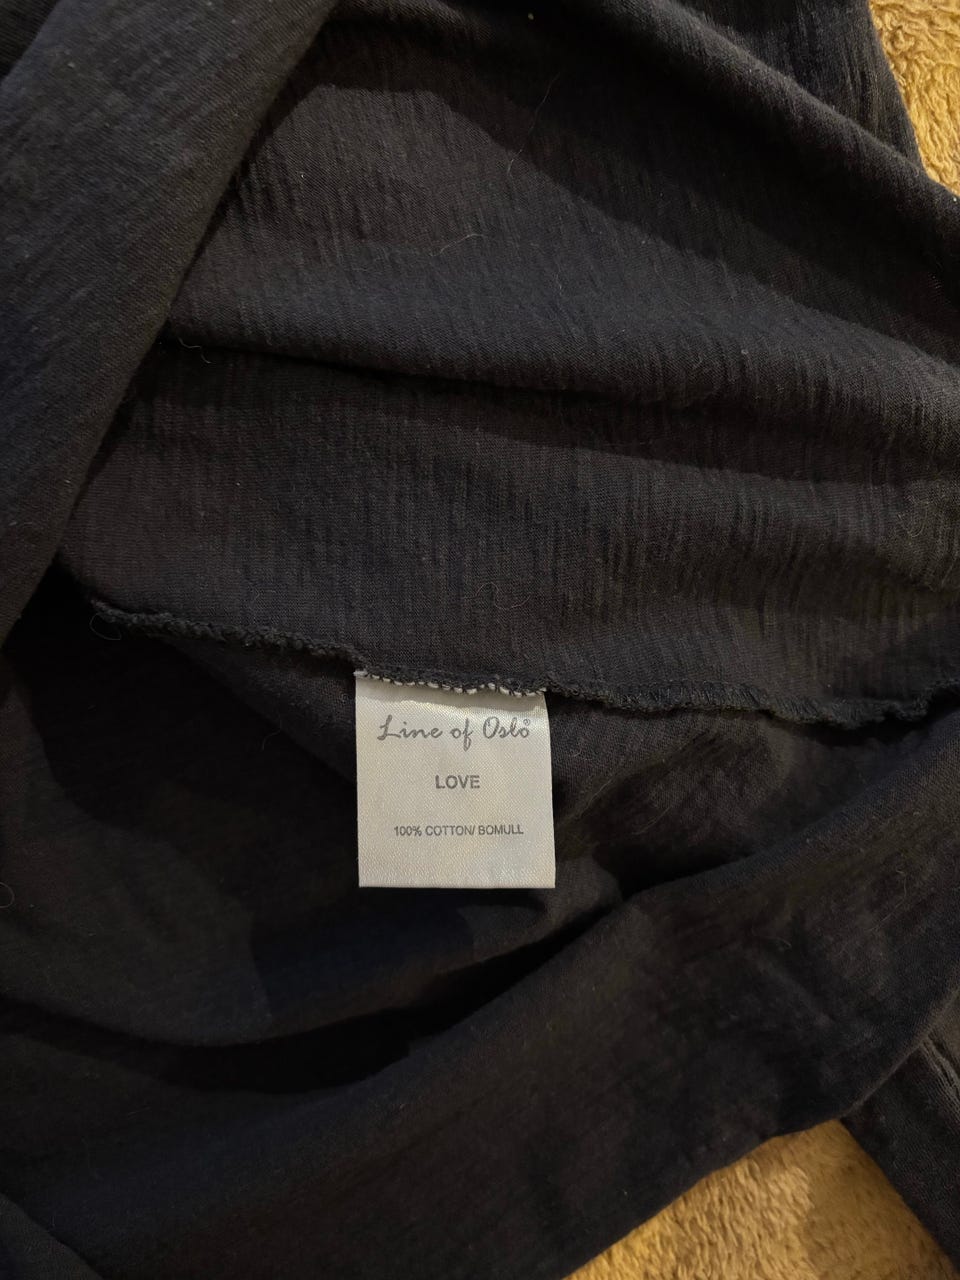 Line of Oslo®
LOVE
100% COTTON/ BOMULL